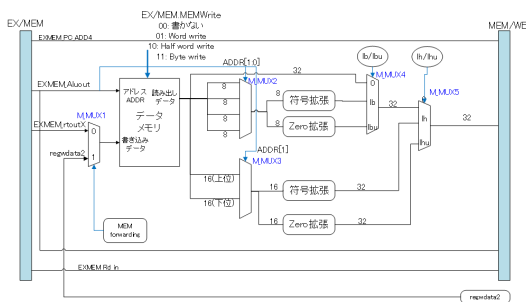 EX/MEM
EX/MEM.MEMWrite
00: 書かない
01: Word write
10: Half word write
11: Byte write
MEM/WB
EXMEM.PC ADD4
ADDR[1:0]
32
lb/lbu
lh/lhu
EXMEM.Aluout
アドレス
ADDR
読み出し
データ
データ
メモリ
書き込み
データ
M.MUX2
8
8
8
8
8
符号拡張
8
Zero拡張
M.MUX4
0
lb
lbu
32
M.MUX5
lh
lhu
32
EXMEM.rtoutX
M.MUX1
0
1
regwdata2
ADDR[1]
M.MUX3
16(上位)
16(下位)
16
符号拡張
32
16
Zero拡張
32
MEM
forwarding
EXMEM.Rd in
regwdata2